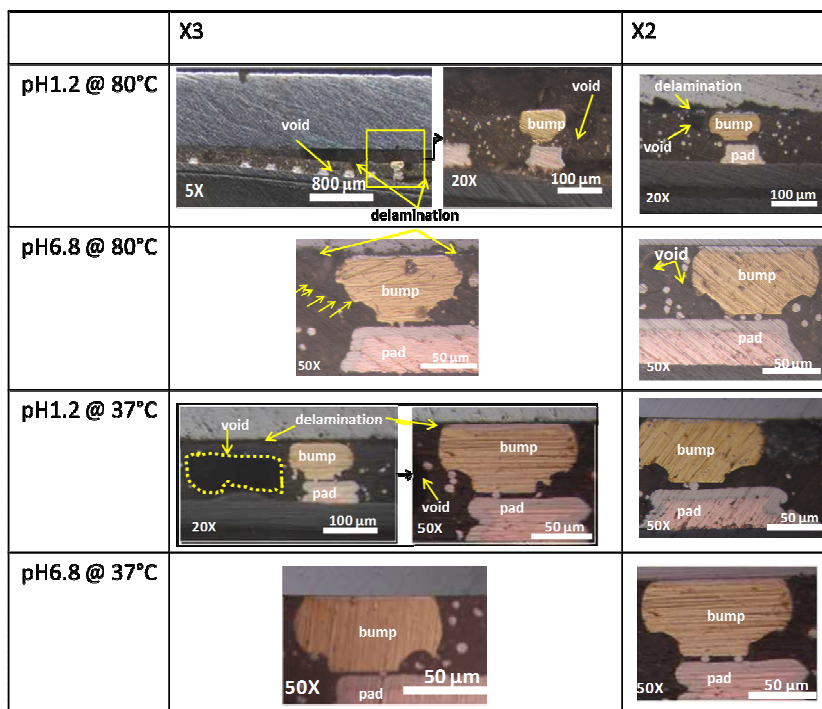 X3
X2
pH1.2 @ 80°C
void
5X
800 µm
delamination
void
bump
20X
100 µm
delamination
void
bump
pad
20X
100 µm
pH6.8 @ 80°C
bump
pad
50X
50 µm
void
bump
pad
50X
50 µm
pH1.2 @ 37°C
void
delamination
bump
pad
20X
100 µm
bump
void
pad
50X
50 µm
bump
pad
50X
50 µm
pH6.8 @ 37°C
bump
50X
50 µm
pad
bump
pad
50X
50 µm